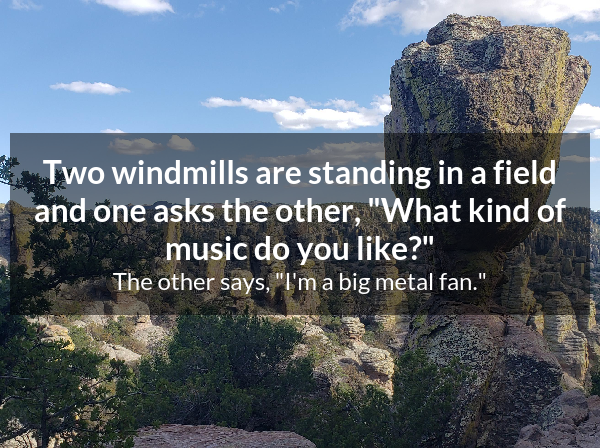 Two windmills are standing in a field
and one asks the other, "What kind of
music do you like?"
The other says, "I'm a big metal fan."